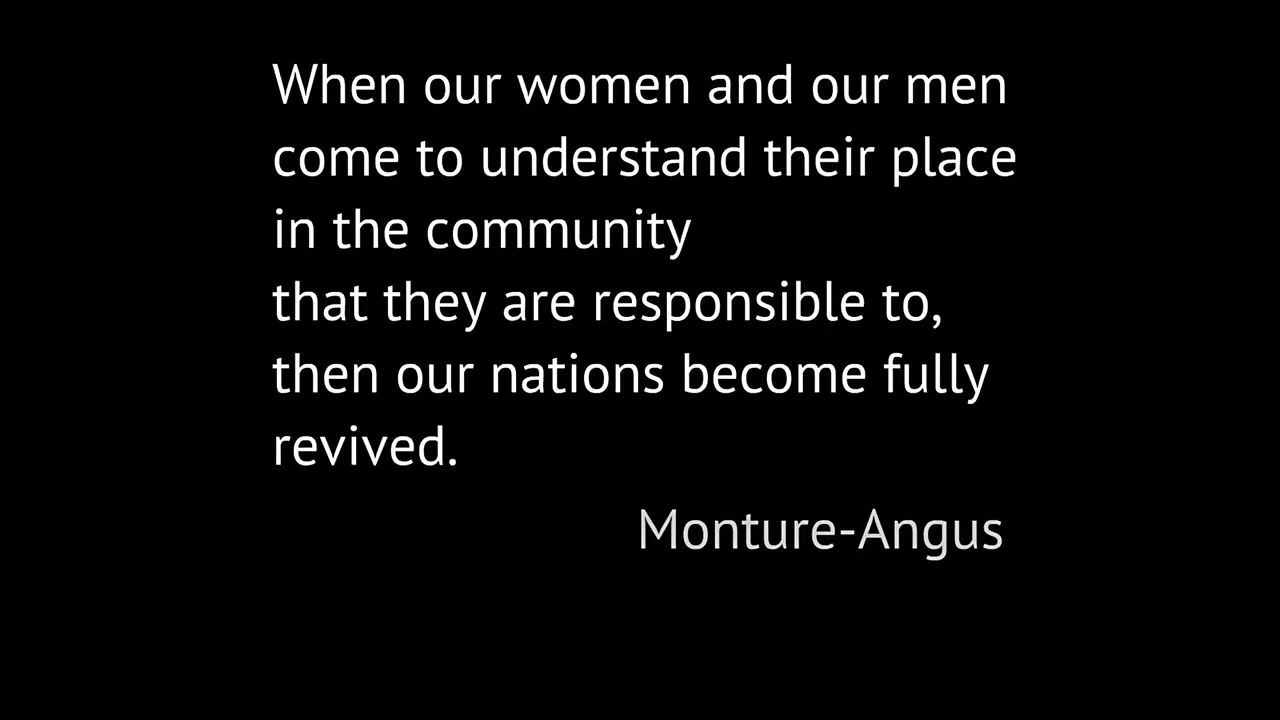 When our women and our men
come to understand their place
in the community
that they are responsible to,
then our nations become fully
revived.
Monture-Angus